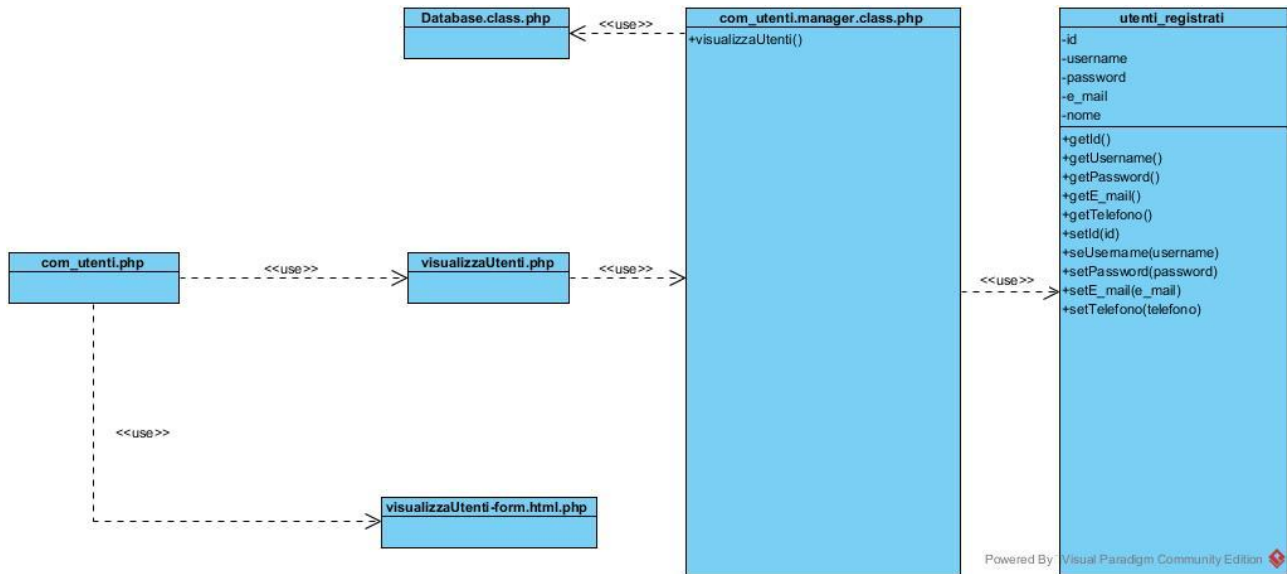 Database.class.php
<<use>>
com_utenti.manager.class.php
+visualizzaUtenti()
utenti_registrati
-id
-username
-password
-e_mail
-nome
+getId()
+getUsername()
+getPassword()
+getE_mail()
+getTelefono()
+setId(id)
+seUsername(username)
+setPassword(password)
+setE_mail(e_mail)
+setTelefono(telefono)
com_utenti.php
<<use>>
visualizzaUtenti.php
<<use>>
<<use>>
<<use>>
visualizzaUtenti-form.html.php
Powered By Visual Paradigm Community Edition